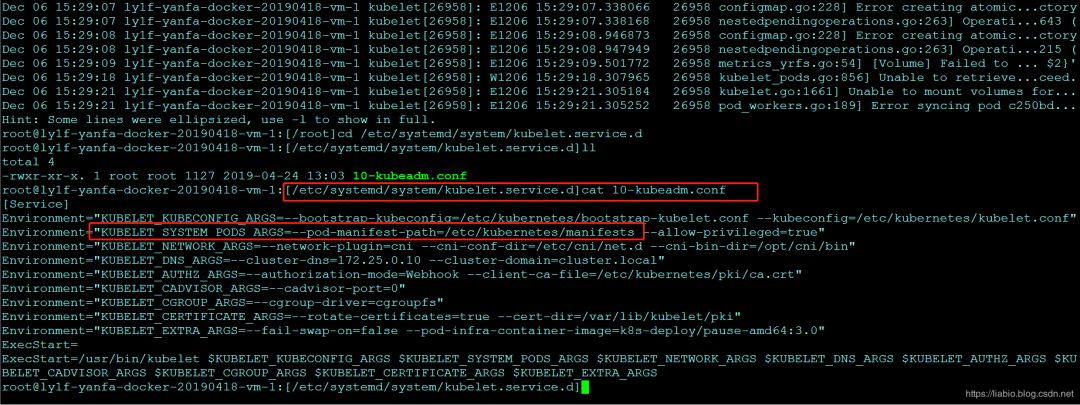 Dec 06 15:29:07 ly1f-yanfa-docker-20190418-vm-1 kubelet[26958]: E1206 15:29:07.338066   26958 configmap.go:228] Error creating atomic...ctory
Dec 06 15:29:07 ly1f-yanfa-docker-20190418-vm-1 kubelet[26958]: E1206 15:29:07.338168   26958 nestedpendingoperations.go:263] Operati...643 (
Dec 06 15:29:08 ly1f-yanfa-docker-20190418-vm-1 kubelet[26958]: E1206 15:29:08.946873   26958 configmap.go:228] Error creating atomic...ctory
Dec 06 15:29:08 ly1f-yanfa-docker-20190418-vm-1 kubelet[26958]: E1206 15:29:08.947949   26958 nestedpendingoperations.go:263] Operati...215 (
Dec 06 15:29:09 ly1f-yanfa-docker-20190418-vm-1 kubelet[26958]: E1206 15:29:09.501772   26958 metrics_yrfs.go:54] [Volume] Failed to ... $2}'
Dec 06 15:29:18 ly1f-yanfa-docker-20190418-vm-1 kubelet[26958]: W1206 15:29:18.307965   26958 kubelet_pods.go:856] Unable to retrieve...ceed.
Dec 06 15:29:21 ly1f-yanfa-docker-20190418-vm-1 kubelet[26958]: E1206 15:29:21.305184   26958 kubelet.go:1661] Unable to mount volumes for...
Dec 06 15:29:21 ly1f-yanfa-docker-20190418-vm-1 kubelet[26958]: E1206 15:29:21.305252   26958 pod_workers.go:189] Error syncing pod c250bd...
Hint: Some lines were ellipsized, use -l to show in full.
root@ly1f-yanfa-docker-20190418-vm-1:[/root]cd /etc/systemd/system/kubelet.service.d
root@ly1f-yanfa-docker-20190418-vm-1:[/etc/systemd/system/kubelet.service.d]ll
total 4
-rwxr-xr-x. 1 root root 1127 2019-04-24 13:03 10-kubeadm.conf
root@ly1f-yanfa-docker-20190418-vm-1:[/etc/systemd/system/kubelet.service.d]cat 10-kubeadm.conf
[Service]
Environment="KUBELET_KUBECONFIG_ARGS=--bootstrap-kubeconfig=/etc/kubernetes/bootstrap-kubelet.conf --kubeconfig=/etc/kubernetes/kubelet.conf"
Environment="KUBELET_SYSTEM_PODS_ARGS=--pod-manifest-path=/etc/kubernetes/manifests --allow-privileged=true"
Environment="KUBELET_NETWORK_ARGS=--network-plugin=cni --cni-conf-dir=/etc/cni/net.d --cni-bin-dir=/opt/cni/bin"
Environment="KUBELET_DNS_ARGS=--cluster-dns=172.25.0.10 --cluster-domain=cluster.local"
Environment="KUBELET_AUTHZ_ARGS=--authorization-mode=Webhook --client-ca-file=/etc/kubernetes/pki/ca.crt"
Environment="KUBELET_CADVISOR_ARGS=--cadvisor-port=0"
Environment="KUBELET_CGROUP_ARGS=--cgroup-driver=cgroupfs"
Environment="KUBELET_CERTIFICATE_ARGS=--rotate-certificates=true --cert-dir=/var/lib/kubelet/pki"
Environment="KUBELET_EXTRA_ARGS=--fail-swap-on=false --pod-infra-container-image=k8s-deploy/pause-amd64:3.0"
ExecStart=
ExecStart=/usr/bin/kubelet $KUBELET_KUBECONFIG_ARGS $KUBELET_SYSTEM_PODS_ARGS $KUBELET_NETWORK_ARGS $KUBELET_DNS_ARGS $KUBELET_AUTHZ_ARGS $KU
BELET_CADVISOR_ARGS $KUBELET_CGROUP_ARGS $KUBELET_CERTIFICATE_ARGS $KUBELET_EXTRA_ARGS
root@ly1f-yanfa-docker-20190418-vm-1:[/etc/systemd/system/kubelet.service.d]
https://liabio.blog.csdn.net